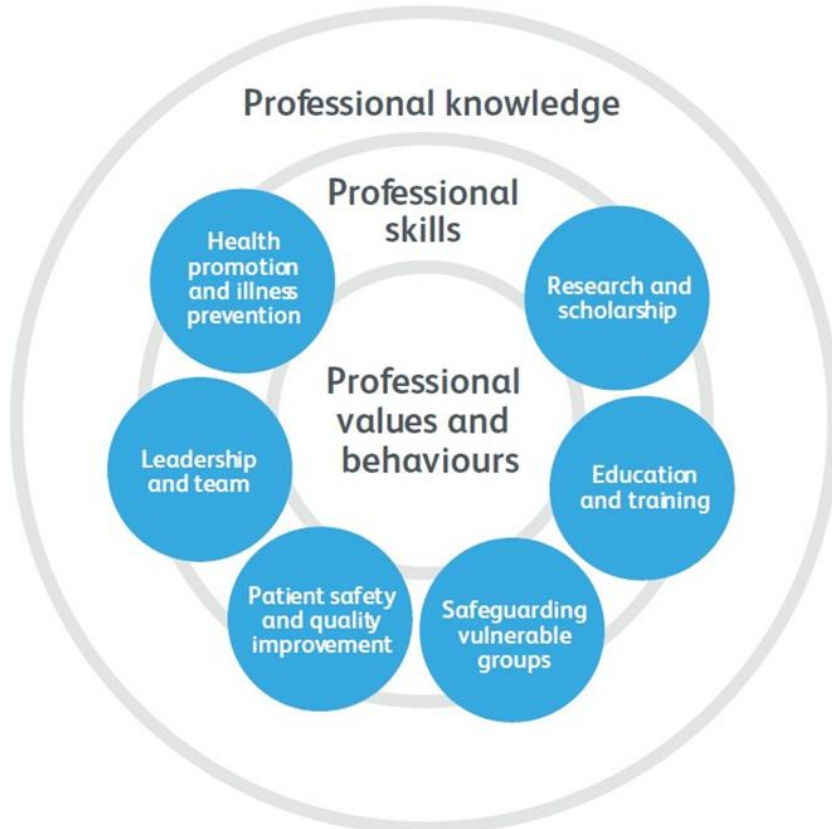 Professional knowledge
Professional
skills
Health
promotion
and illness
prevention
Research and
scholarship
Professional
values and
behaviours
Leadership
and team
Education
and training
Patient safety
and quality
improvement
Safeguarding
vulnerable
groups